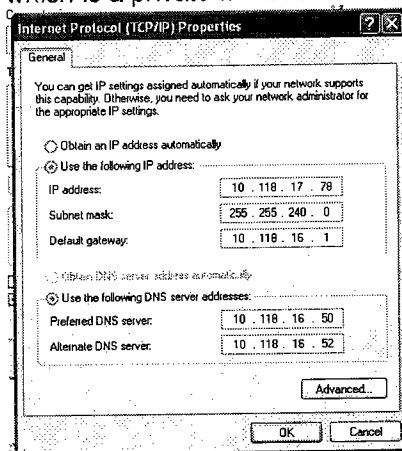 Internet Protocol (TCP/IP) Properties
General
You can get IP settings assigned automatically if your network supports
this capability. Otherwise, you need to ask your network administrator for
the appropriate IP settings.
Obtain an IP address automatically
Use the following IP address:
IP address: 10 . 118 . 17 . 78
Subnet mask: 255 . 255 . 240 . 0
Default gateway: 10 . 118 . 16 . 1
Obtain DNS server address automatically
Use the following DNS server addresses:
Preferred DNS server: 10 . 118 . 16 . 50
Alternate DNS server: 10 . 118 . 16 . 52
Advanced...
OK Cancel